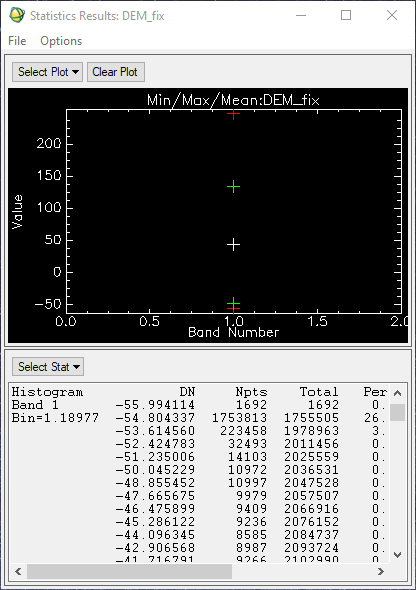 Statistics Results: DEM_fix
File Options
Select Plot Clear Plot
Min/Max/Mean:DEM_fix
Value
200
150
100
50
0
-50
0.0 0.5 1.0 1.5 2.0
Band Number
Select Stat
Histogram DN Npts Total Per
Band 1 -55.994114 1692 1692 0.
Bin=1.18977 -54.804337 1753813 1755505 26.
-53.614560 223458 1978963 3.
-52.424783 32493 2011456 0.
-51.235006 14103 2025559 0.
-50.045229 10972 2036531 0.
-48.855452 10997 2047528 0.
-47.665675 9979 2057507 0.
-46.475899 9409 2066916 0.
-45.286122 9236 2076152 0.
-44.096345 8585 2084737 0.
-42.906568 8987 2093724 0.
-41.716791 9266 2102990 0.